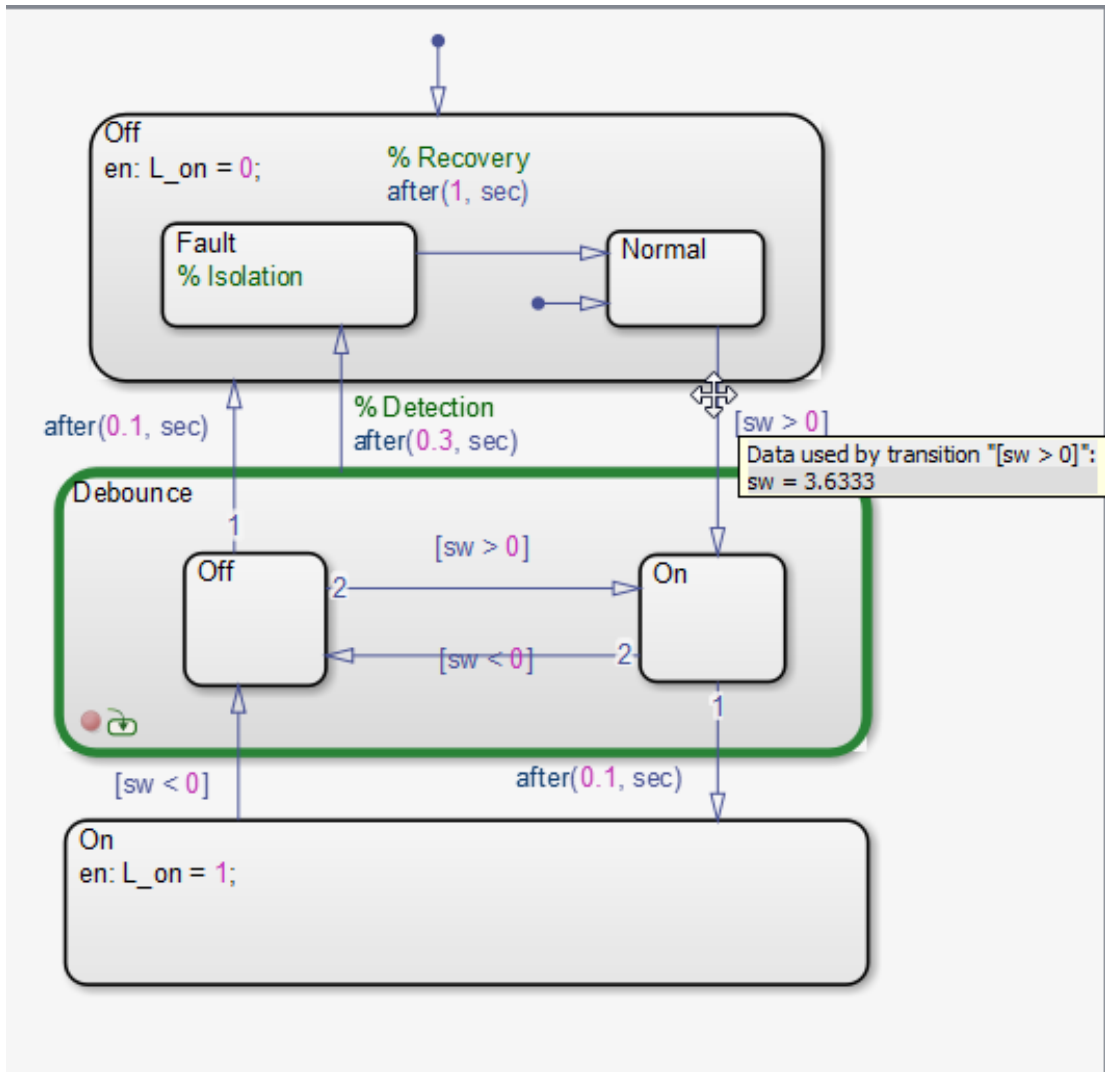 Off
en: L_on = 0;
% Recovery
after(1, sec)
Fault
% Isolation
Normal
after(0.1, sec)
% Detection
after(0.3, sec)
[sw > 0]
Data used by transition "[sw > 0]":
sw = 3.6333
Debounce
1
Off
[sw > 0]
2
On
[sw < 0]
2
1
[sw < 0]
after(0.1, sec)
On
en: L_on = 1;